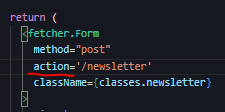 return (
<fetcher.Form
method="post"
action='/newsletter'
className={classes.newsletter}
>